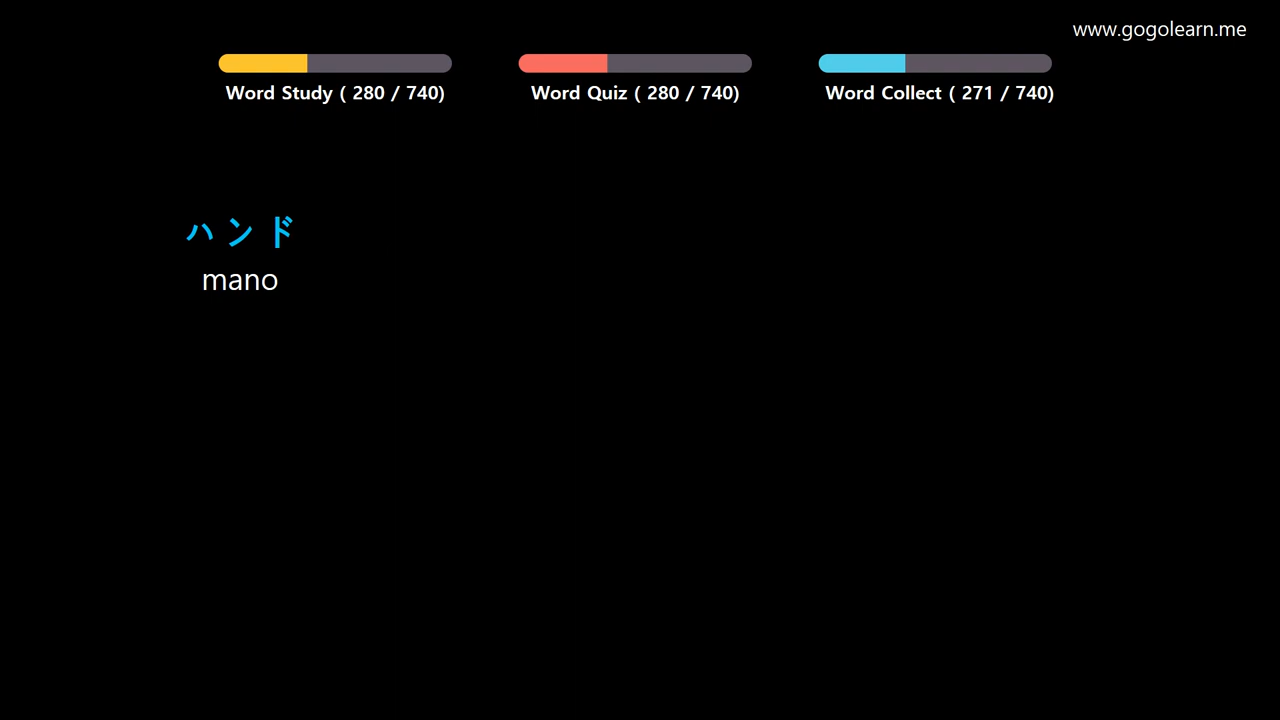 www.gogolearn.me
Word Study ( 280 / 740)
Word Quiz ( 280 / 740)
Word Collect ( 271 / 740)
ハ ン ド
mano